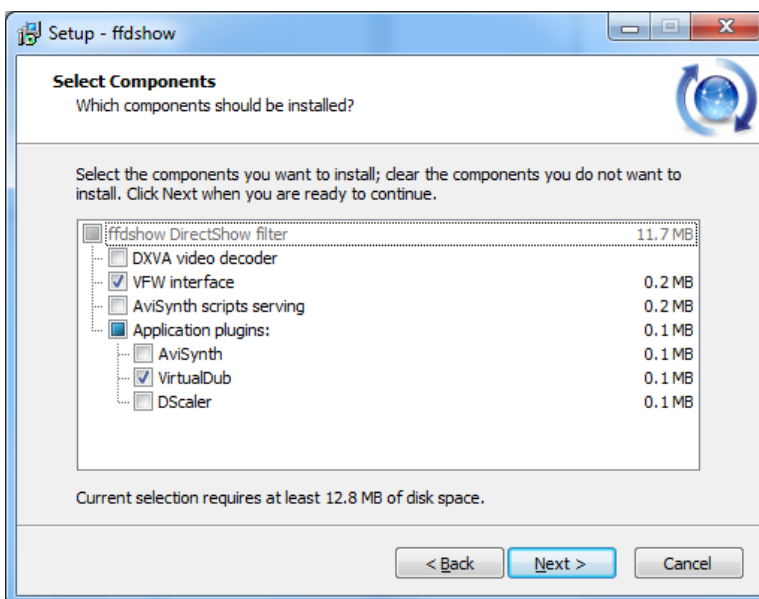 Setup - ffdshow
Select Components
Which components should be installed?
Select the components you want to install; clear the components you do not want to
install. Click Next when you are ready to continue.
ffdshow DirectShow filter 11.7 MB
DXVA video decoder
VFW interface 0.2 MB
AviSynth scripts serving 0.2 MB
Application plugins: 0.1 MB
AviSynth 0.1 MB
VirtualDub 0.1 MB
DScaler 0.1 MB
Current selection requires at least 12.8 MB of disk space.
< Back Next > Cancel